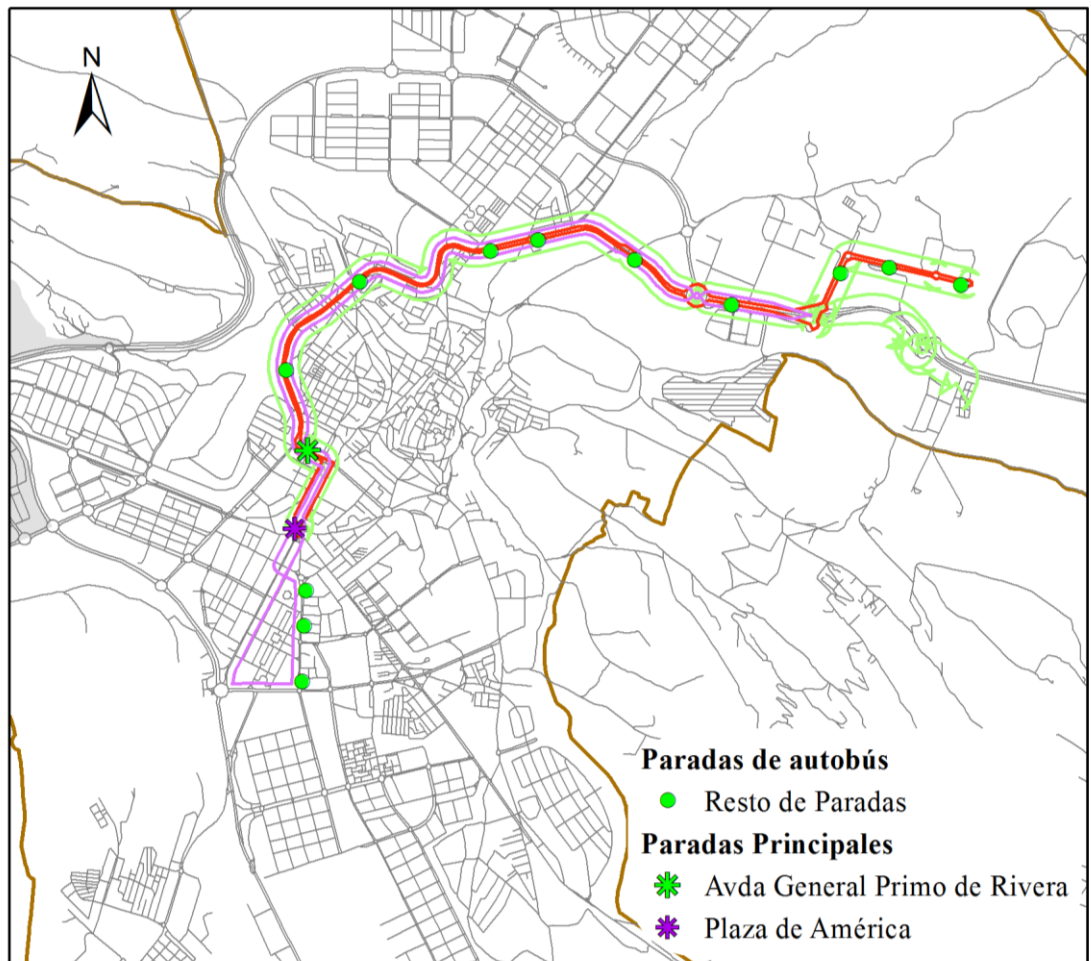 N
Paradas de autobús
Resto de Paradas
Paradas Principales
Avda General Primo de Rivera
Plaza de América